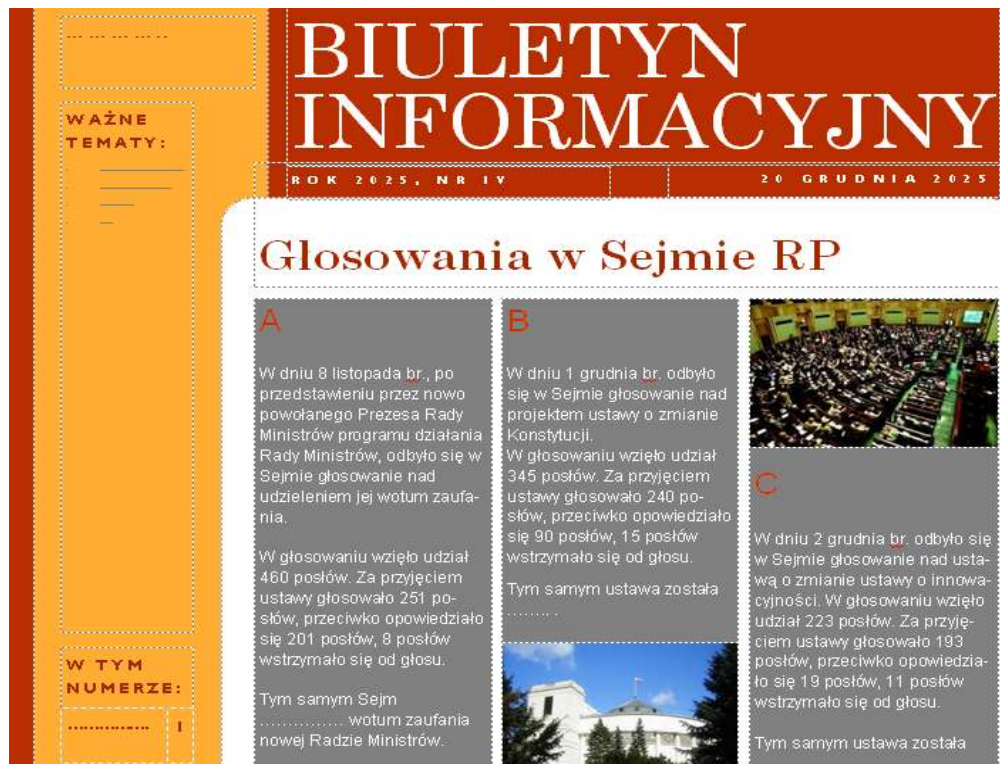 BIULETYN
INFORMACYJNY
ROK 2025, NR IV
20 GRUDNIA 2025
WAŻNE
TEMATY:
W TYM
NUMERZE:
................ 1
Głosowania w Sejmie RP
A
W dniu 8 listopada br., po
przedstawieniu przez nowo
powołanego Prezesa Rady
Ministrów programu działania
Rady Ministrów, odbyło się w
Sejmie głosowanie nad
udzieleniem jej wotum zaufa-
nia.
W głosowaniu wzięło udział
460 posłów. Za przyjęciem
ustawy głosowało 251 po-
słów, przeciwko opowiedziało
się 201 posłów, 8 posłów
wstrzymało się od głosu.
Tym samym Sejm
............... wotum zaufania
nowej Radzie Ministrów.
B
W dniu 1 grudnia br. odbyło
się w Sejmie głosowanie nad
projektem ustawy o zmianie
Konstytucji.
W głosowaniu wzięło udział
345 posłów. Za przyjęciem
ustawy głosowało 240 po-
słów, przeciwko opowiedziało
się 90 posłów, 15 posłów
wstrzymało się od głosu.
Tym samym ustawa została
........ .
C
W dniu 2 grudnia br. odbyło się
w Sejmie głosowanie nad usta-
wą o zmianie ustawy o innowa-
cyjności. W głosowaniu wzięło
udział 223 posłów. Za przyję-
ciem ustawy głosowało 193
posłów, przeciwko opowiedzia-
ło się 19 posłów, 11 posłów
wstrzymało się od głosu.
Tym samym ustawa została